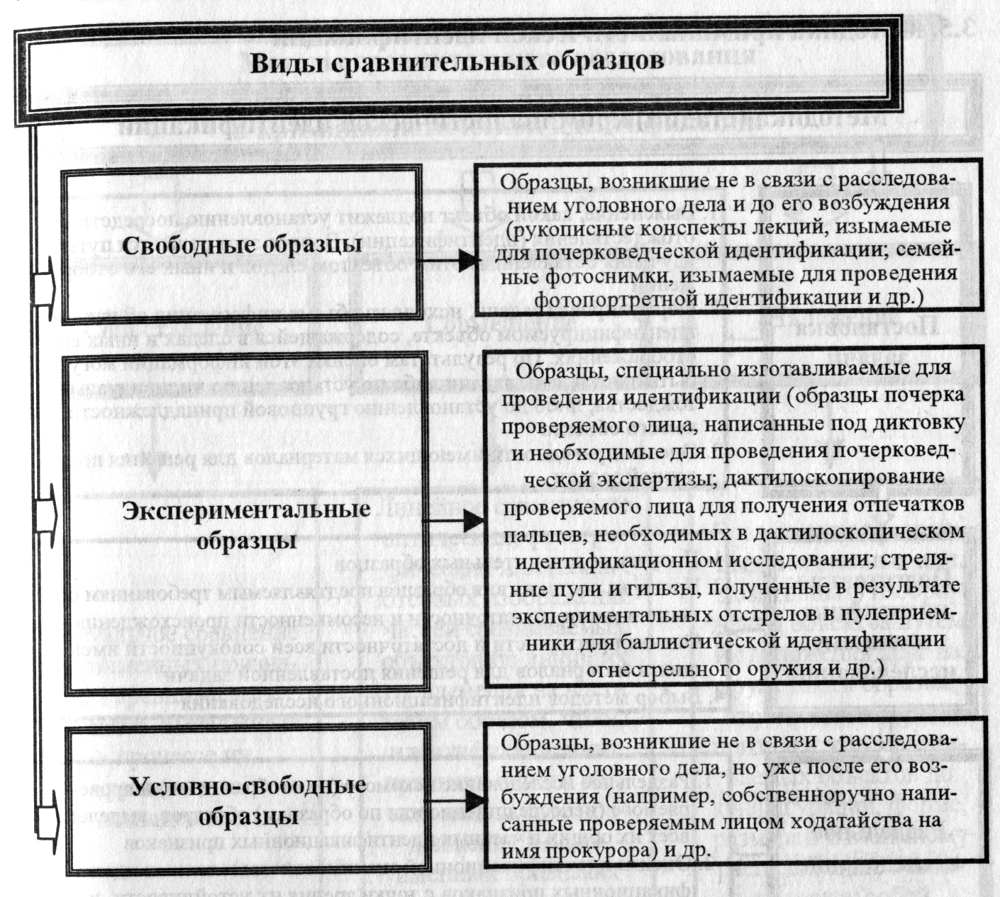 Виды сравнительных образцов
Свободные образцы
Образцы, возникшие не в связи с расследова-
нием уголовного дела и до его возбуждения
(рукописные конспекты лекций, изымаемые
для почерковедческой идентификации; семей-
ные фотоснимки, изымаемые для проведения
фотопортретной идентификации и др.)
Экспериментальные
образцы
Образцы, специально изготавливаемые для
проведения идентификации (образцы почерка
проверяемого лица, написанные под диктовку
и необходимые для проведения почерковед-
ческой экспертизы; дактилоскопирование
проверяемого лица для получения отпечатков
пальцев, необходимых в дактилоскопическом
идентификационном исследовании; стреля-
ные пули и гильзы, полученные в результате
экспериментальных отстрелов в пулеприем-
ники для баллистической идентификации
огнестрельного оружия и др.)
Условно-свободные
образцы
Образцы, возникшие не в связи с расследова-
нием уголовного дела, но уже после его воз-
буждения (например, собственноручно напи-
санные проверяемым лицом ходатайства на
имя прокурора) и др.